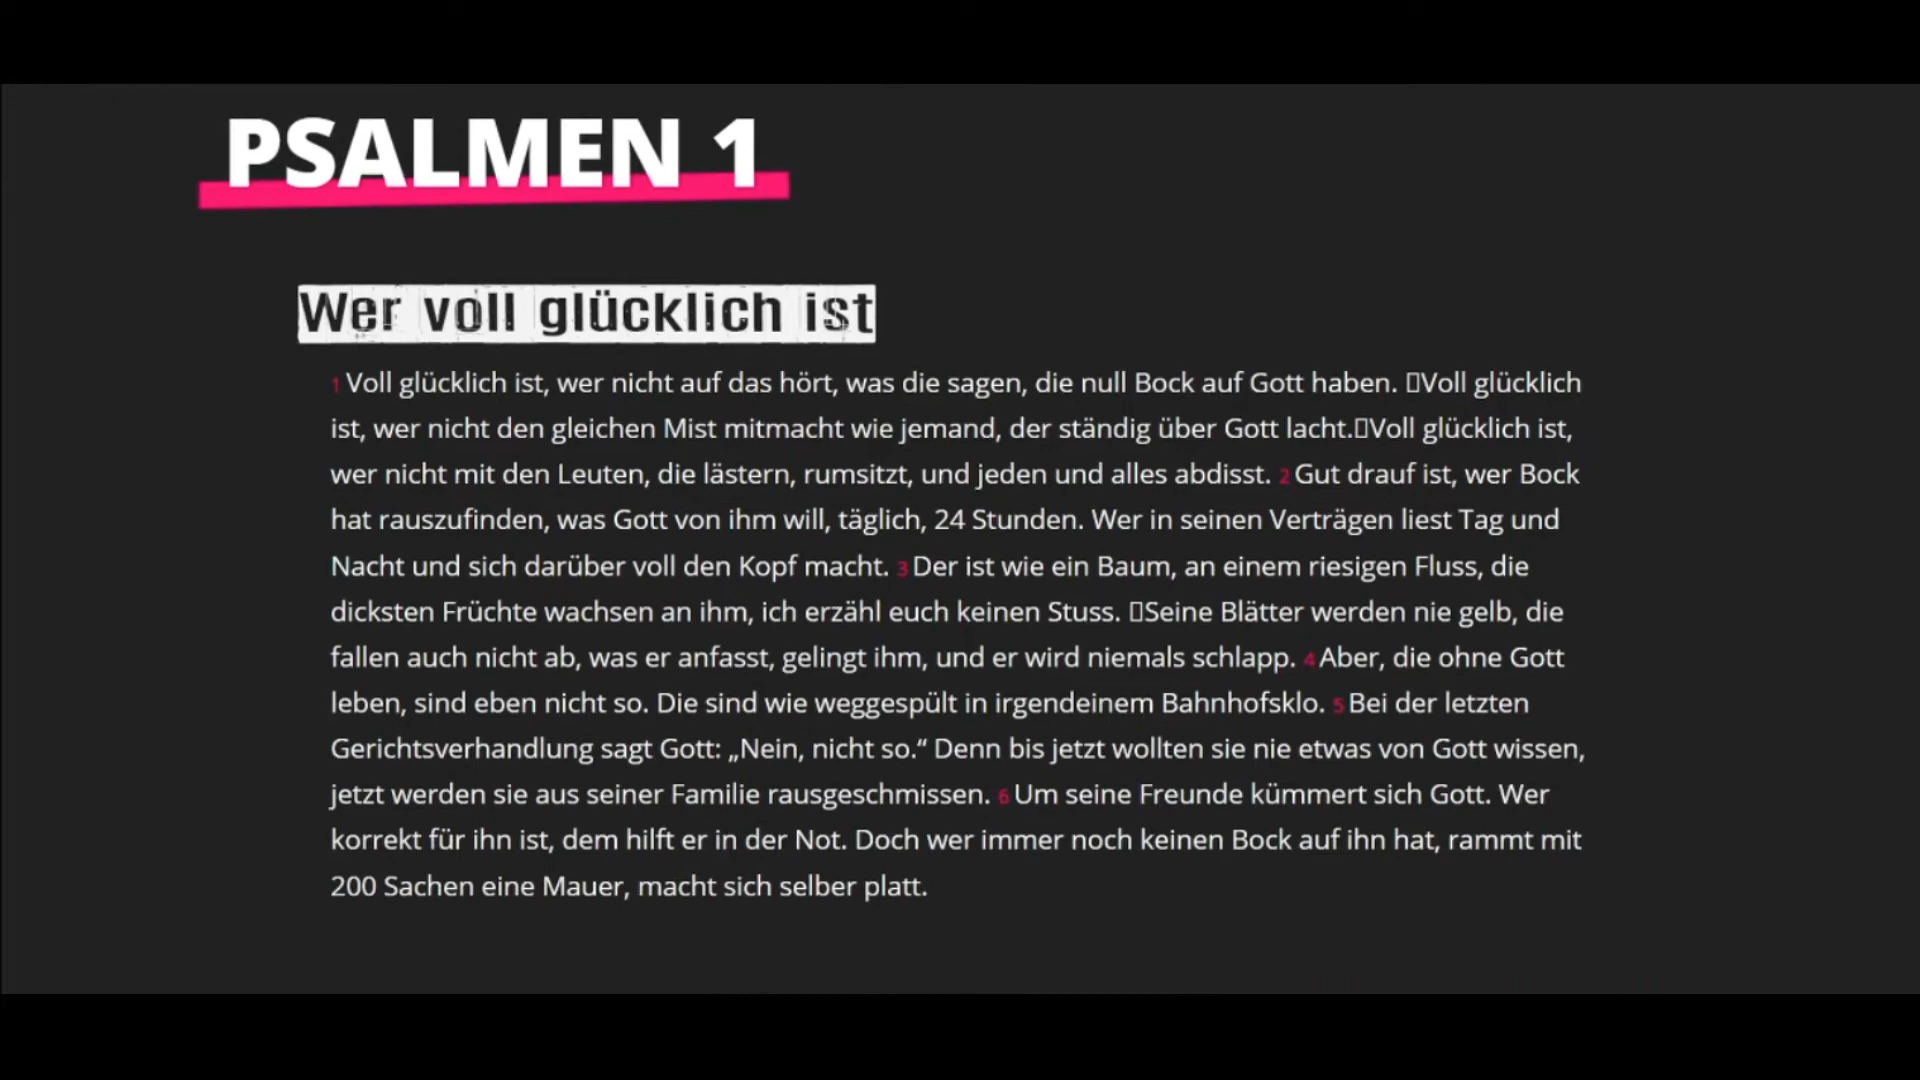 PSALMEN 1
Wer voll glücklich ist
1 Voll glücklich ist, wer nicht auf das hört, was die sagen, die null Bock auf Gott haben. ▯Voll glücklich
ist, wer nicht den gleichen Mist mitmacht wie jemand, der ständig über Gott lacht.▯Voll glücklich ist,
wer nicht mit den Leuten, die lästern, rumsitzt, und jeden und alles abdisst. 2 Gut drauf ist, wer Bock
hat rauszufinden, was Gott von ihm will, täglich, 24 Stunden. Wer in seinen Verträgen liest Tag und
Nacht und sich darüber voll den Kopf macht. 3 Der ist wie ein Baum, an einem riesigen Fluss, die
dicksten Früchte wachsen an ihm, ich erzähl euch keinen Stuss. ▯Seine Blätter werden nie gelb, die
fallen auch nicht ab, was er anfasst, gelingt ihm, und er wird niemals schlapp. 4 Aber, die ohne Gott
leben, sind eben nicht so. Die sind wie weggespült in irgendeinem Bahnhofsklo. 5 Bei der letzten
Gerichtsverhandlung sagt Gott: „Nein, nicht so.“ Denn bis jetzt wollten sie nie etwas von Gott wissen,
jetzt werden sie aus seiner Familie rausgeschmissen. 6 Um seine Freunde kümmert sich Gott. Wer
korrekt für ihn ist, dem hilft er in der Not. Doch wer immer noch keinen Bock auf ihn hat, rammt mit
200 Sachen eine Mauer, macht sich selber platt.